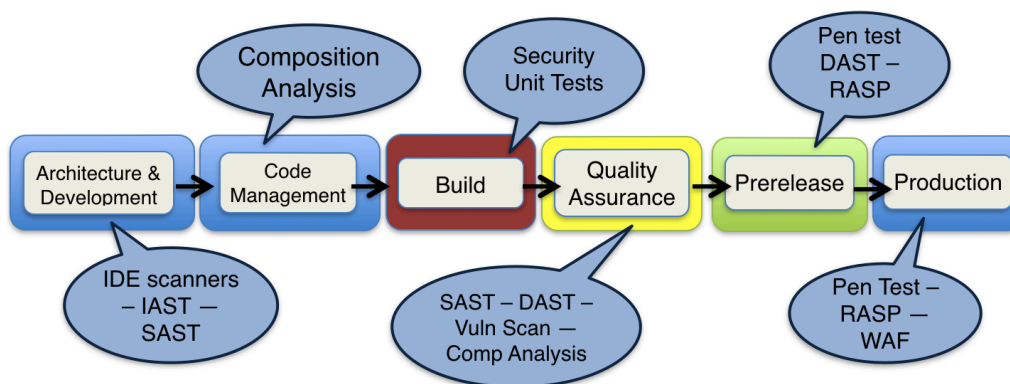 Composition
Analysis
Security
Unit Tests
Pen test
DAST –
RASP
Architecture &
Development
Code
Management
Build
Quality
Assurance
Prerelease
Production
IDE scanners
– IAST —
SAST
SAST – DAST –
Vuln Scan —
Comp Analysis
Pen Test –
RASP —
WAF